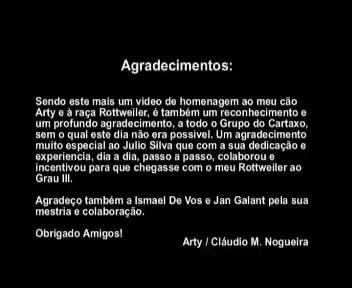 Agradecimentos:
Sendo este mais um video de homenagem ao meu cão
Arty e à raça Rottweiler, é também um reconhecimento e
um profundo agradecimento, a todo o Grupo do Cartaxo,
sem o qual este dia não era possivel. Um agradecimento
muito especial ao Julio Silva que com a sua dedicação e
experiencia, dia a dia, passo a passo, colaborou e
incentivou para que chegasse com o meu Rottweiler ao
Grau III.
Agradeço também a Ismael De Vos e Jan Galant pela sua
mestria e colaboração.
Obrigado Amigos!
Arty / Cláudio M. Nogueira